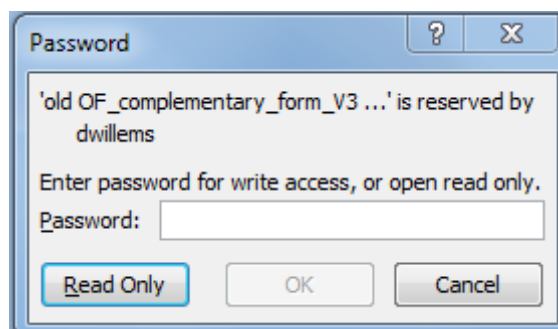 Password
'old OF_complementary_form_V3 ...' is reserved by
dwillems
Enter password for write access, or open read only.
Password:
Read Only OK Cancel